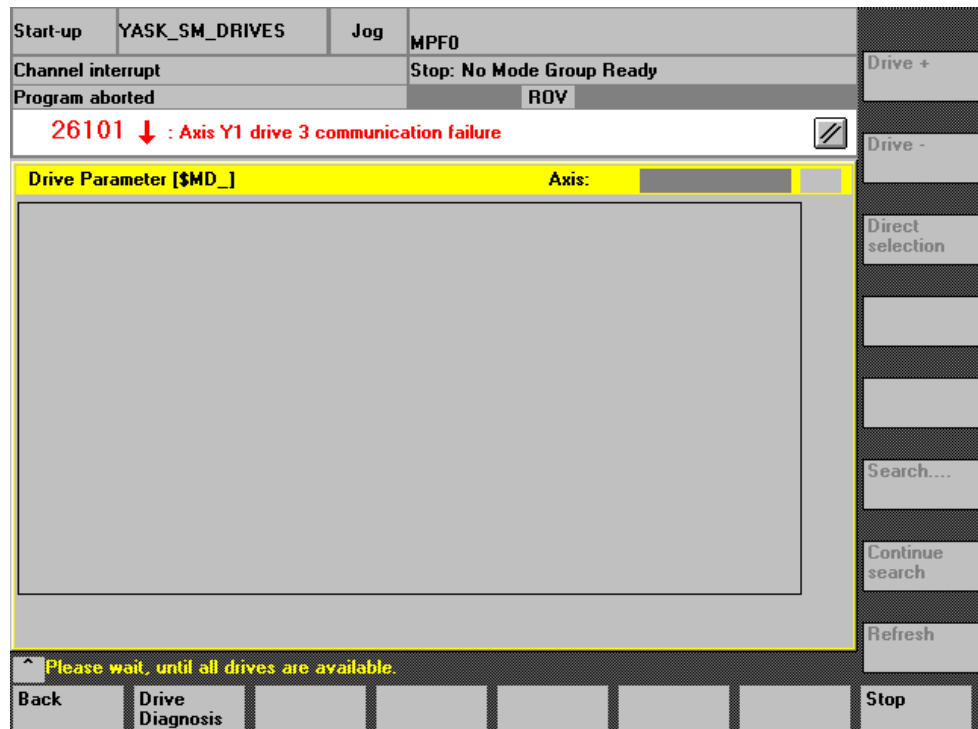 Start-up YASK_SM_DRIVES Jog MPF0
Channel interrupt Stop: No Mode Group Ready
Program aborted ROV
26101 ↓ : Axis Y1 drive 3 communication failure
Drive Parameter [$MD_] Axis:
Drive +
Drive -
Direct
selection
Search....
Continue
search
Refresh
^ Please wait, until all drives are available.
Back
Drive
Diagnosis
Stop